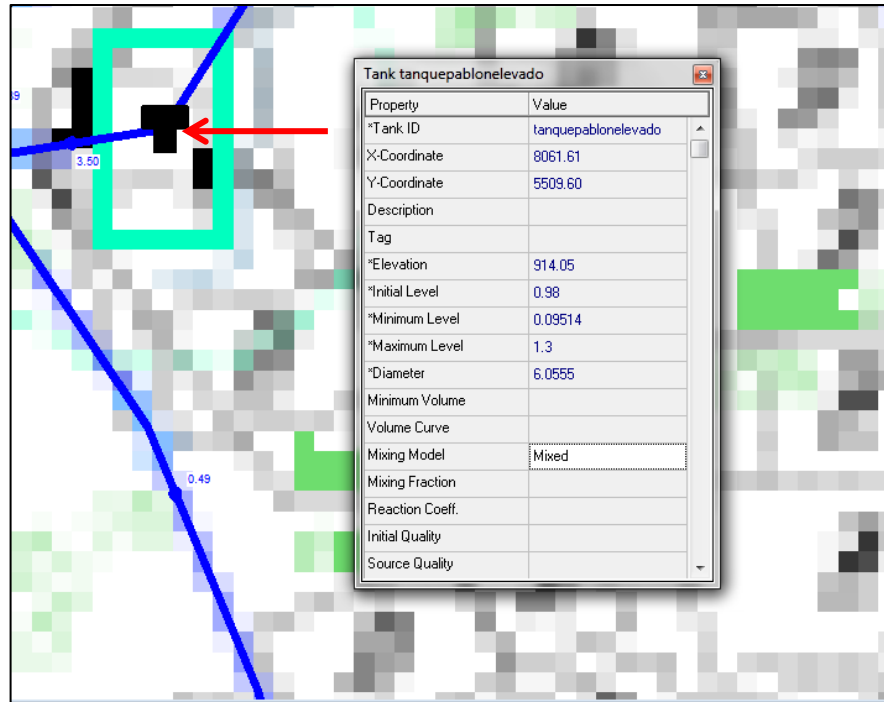 Tank tanquepablonelevado
Property Value
*Tank ID tanquepablonelevado
X-Coordinate 8061.61
Y-Coordinate 5509.60
Description
Tag
*Elevation 914.05
*Initial Level 0.98
*Minimum Level 0.09514
*Maximum Level 1.3
*Diameter 6.0555
Minimum Volume
Volume Curve
Mixing Model Mixed
Mixing Fraction
Reaction Coeff.
Initial Quality
Source Quality
3.50
0.49